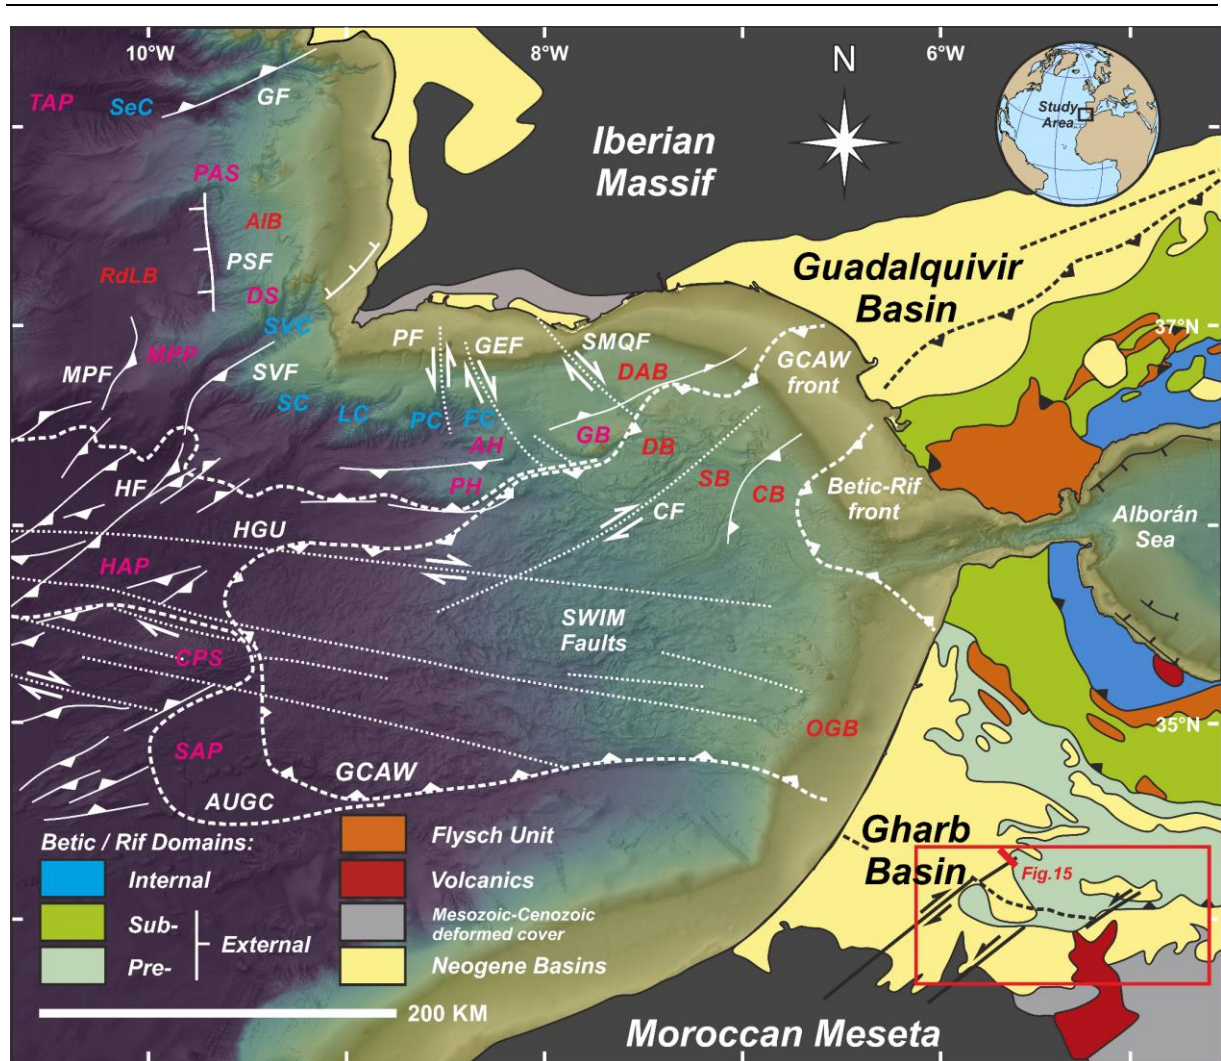 10°W
8°W
6°W
N
Study
Area
TAP
SeC
GF
Iberian
Massif
PAS
AlB
PSF
RdLB
DS
Guadalquivir
Basin
SVC
MPP
MPF
SVF
PF
GEF
SMQF
DAB
GCAW
front
37°N
SC
LC
PC
FC
AH
GB
DB
PH
SB
CB
HF
HGU
CF
Betic-Rif
front
Alborán
Sea
HAP
SWIM
Faults
CPS
SAP
OGB
35°N
AUGC
GCAW
Betic / Rif Domains:
Internal
Sub-
Pre-
External
Flysch Unit
Volcanics
Mesozoic-Cenozoic
deformed cover
Neogene Basins
Gharb
Basin
Fig.15
200 KM
Moroccan Meseta